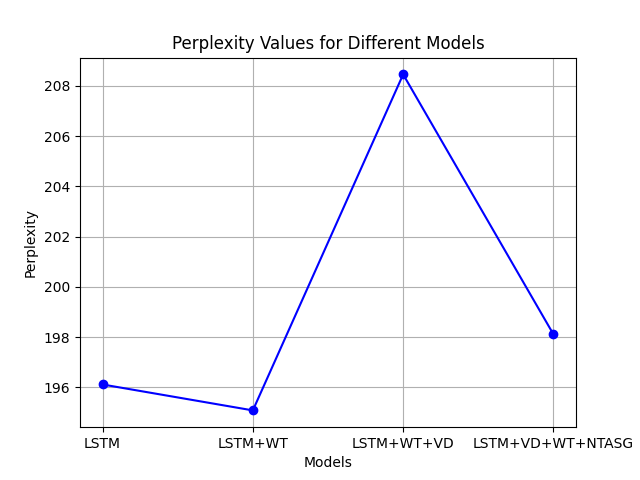 Perplexity Values for Different Models
208
206
204
202
200
198
196
Perplexity
LSTM
LSTM+WT
LSTM+WT+VD
LSTM+VD+WT+NTASG
Models